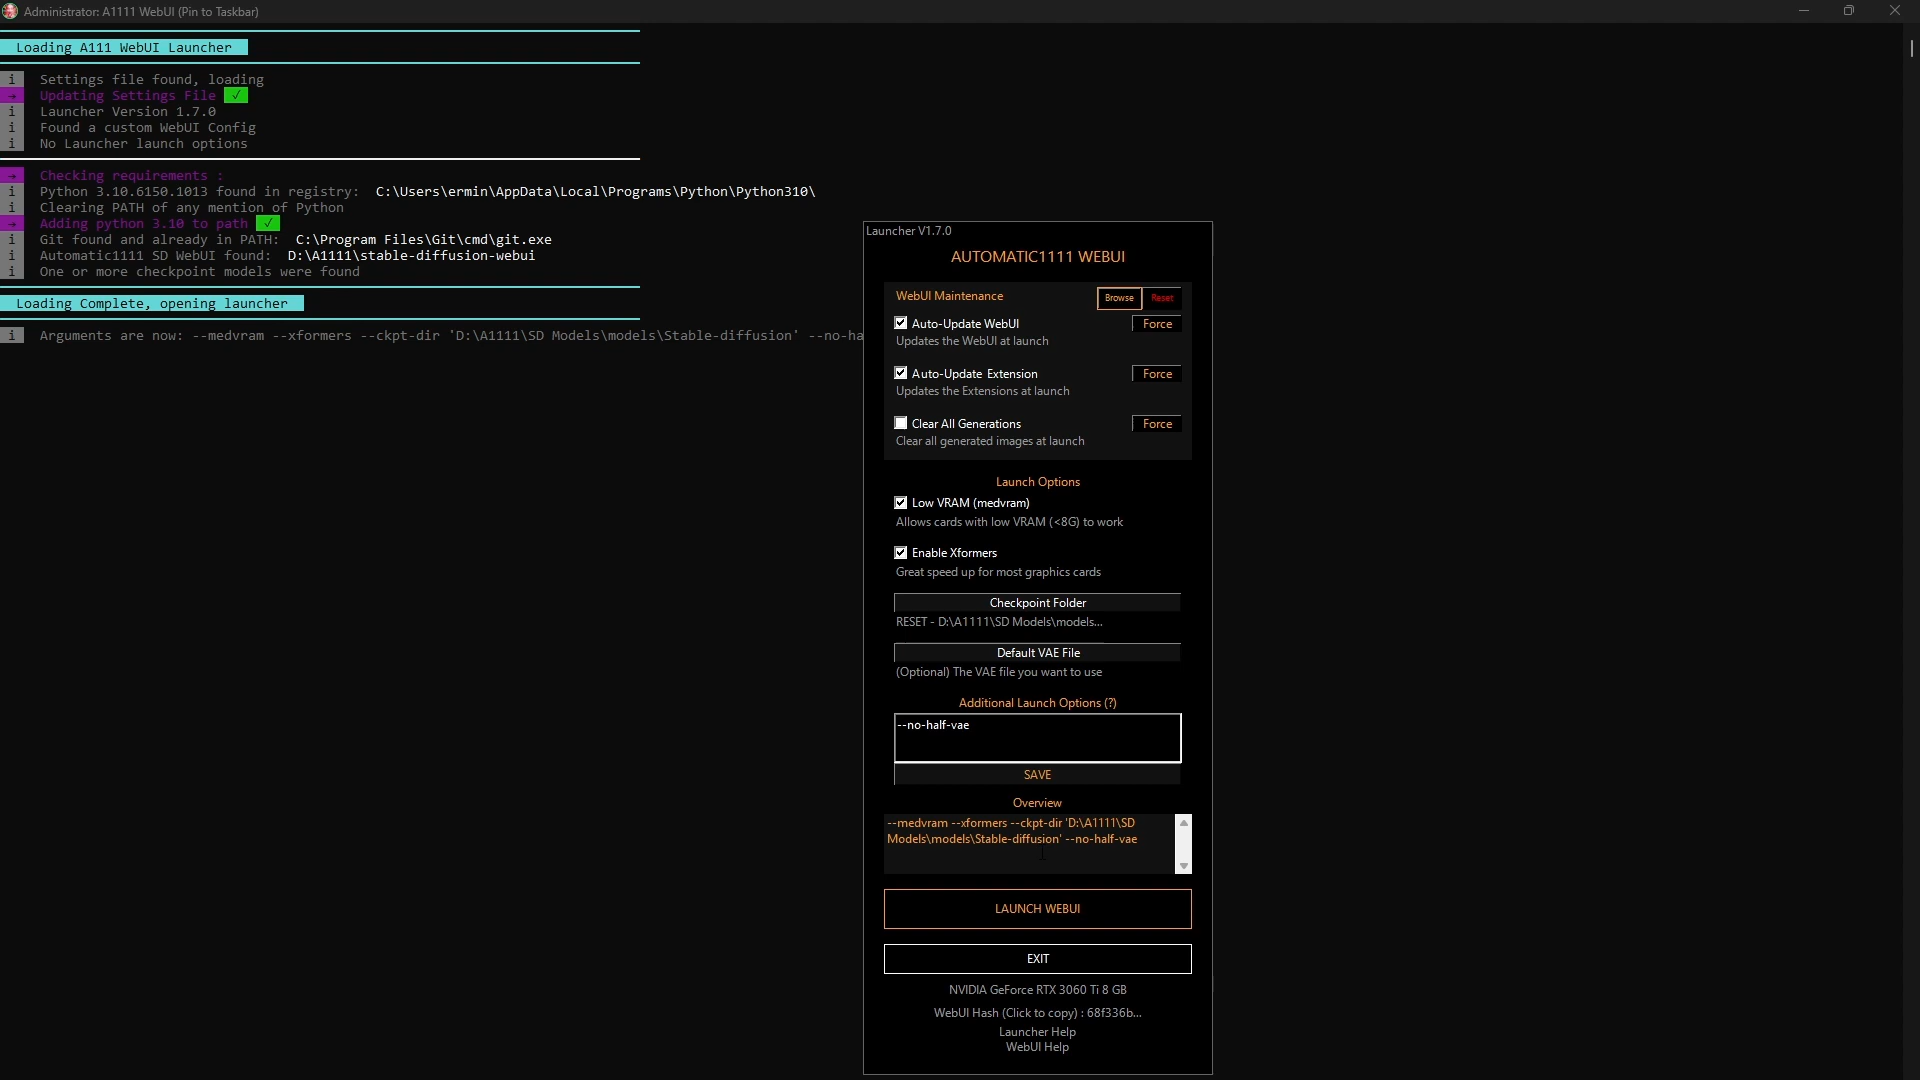 Administrator: A1111 WebUI (Pin to Taskbar)
Loading A111 WebUI Launcher
i Settings file found, loading
→ Updating Settings File ✓
i Launcher Version 1.7.0
i Found a custom WebUI Config
i No Launcher launch options
→ Checking requirements :
i Python 3.10.6150.1013 found in registry: C:\Users\ermin\AppData\Local\Programs\Python\Python310\
i Clearing PATH of any mention of Python
→ Adding python 3.10 to path ✓
i Git found and already in PATH: C:\Program Files\Git\cmd\git.exe
i Automatic1111 SD WebUI found: D:\A1111\stable-diffusion-webui
i One or more checkpoint models were found
Loading Complete, opening launcher
i Arguments are now: --medvram --xformers --ckpt-dir 'D:\A1111\SD Models\models\Stable-diffusion' --no-ha
Launcher V1.7.0
AUTOMATIC1111 WEBUI
WebUI Maintenance Browse Reset
Auto-Update WebUI Force
Updates the WebUI at launch
Auto-Update Extension Force
Updates the Extensions at launch
Clear All Generations Force
Clear all generated images at launch
Launch Options
Low VRAM (medvram)
Allows cards with low VRAM (<8G) to work
Enable Xformers
Great speed up for most graphics cards
Checkpoint Folder
RESET - D:\A1111\SD Models\models...
Default VAE File
(Optional) The VAE file you want to use
Additional Launch Options (?)
--no-half-vae
SAVE
Overview
--medvram --xformers --ckpt-dir 'D:\A1111\SD
Models\models\Stable-diffusion' --no-half-vae
LAUNCH WEBUI
EXIT
NVIDIA GeForce RTX 3060 Ti 8 GB
WebUI Hash (Click to copy) : 68f336b...
Launcher Help
WebUI Help